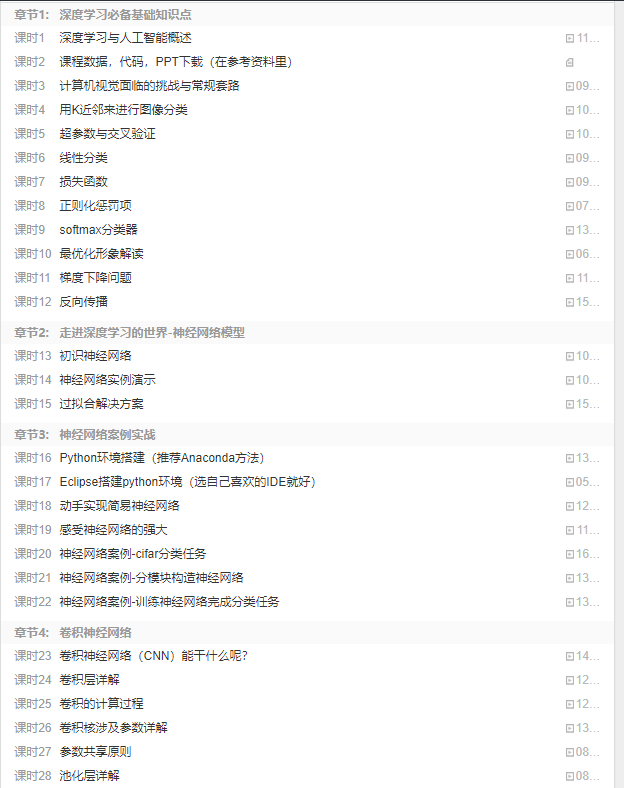 章节1: 深度学习必备基础知识点
课时1 深度学习与人工智能概述 11...
课时2 课程数据，代码，PPT下载（在参考资料里）
课时3 计算机视觉面临的挑战与常规套路 09...
课时4 用K近邻来进行图像分类 10...
课时5 超参数与交叉验证 10...
课时6 线性分类 09...
课时7 损失函数 09...
课时8 正则化惩罚项 07...
课时9 softmax分类器 13...
课时10 最优化形象解读 06...
课时11 梯度下降问题 11...
课时12 反向传播 15...
章节2: 走进深度学习的世界-神经网络模型
课时13 初识神经网络 10...
课时14 神经网络实例演示 10...
课时15 过拟合解决方案 15...
章节3: 神经网络案例实战
课时16 Python环境搭建（推荐Anaconda方法） 13...
课时17 Eclipse搭建python环境（选自己喜欢的IDE就好） 05...
课时18 动手实现简易神经网络 12...
课时19 感受神经网络的强大 11...
课时20 神经网络案例-cifar分类任务 16...
课时21 神经网络案例-分模块构造神经网络 13...
课时22 神经网络案例-训练神经网络完成分类任务 13...
章节4: 卷积神经网络
课时23 卷积神经网络（CNN）能干什么呢? 14...
课时24 卷积层详解 12...
课时25 卷积的计算过程 12...
课时26 卷积核涉及参数详解 13...
课时27 参数共享原则 08...
课时28 池化层详解 08...